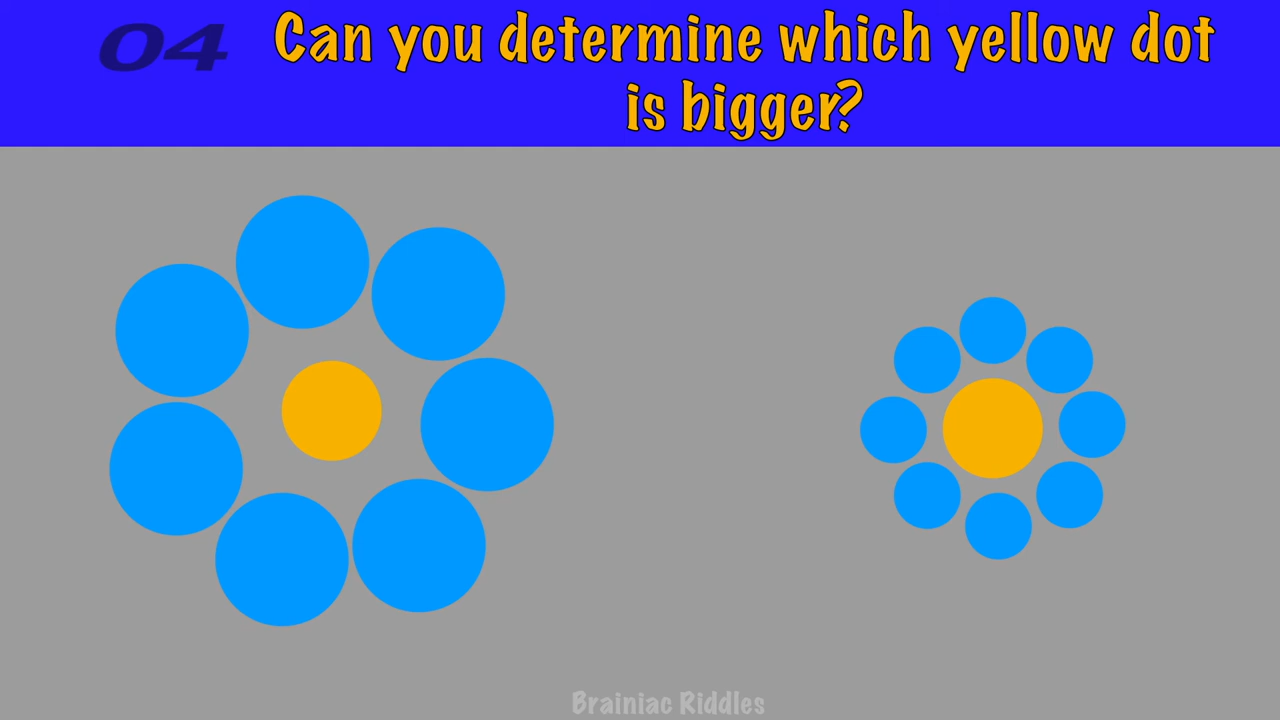 04
Can you determine which yellow dot
is bigger?
Brainiac Riddles